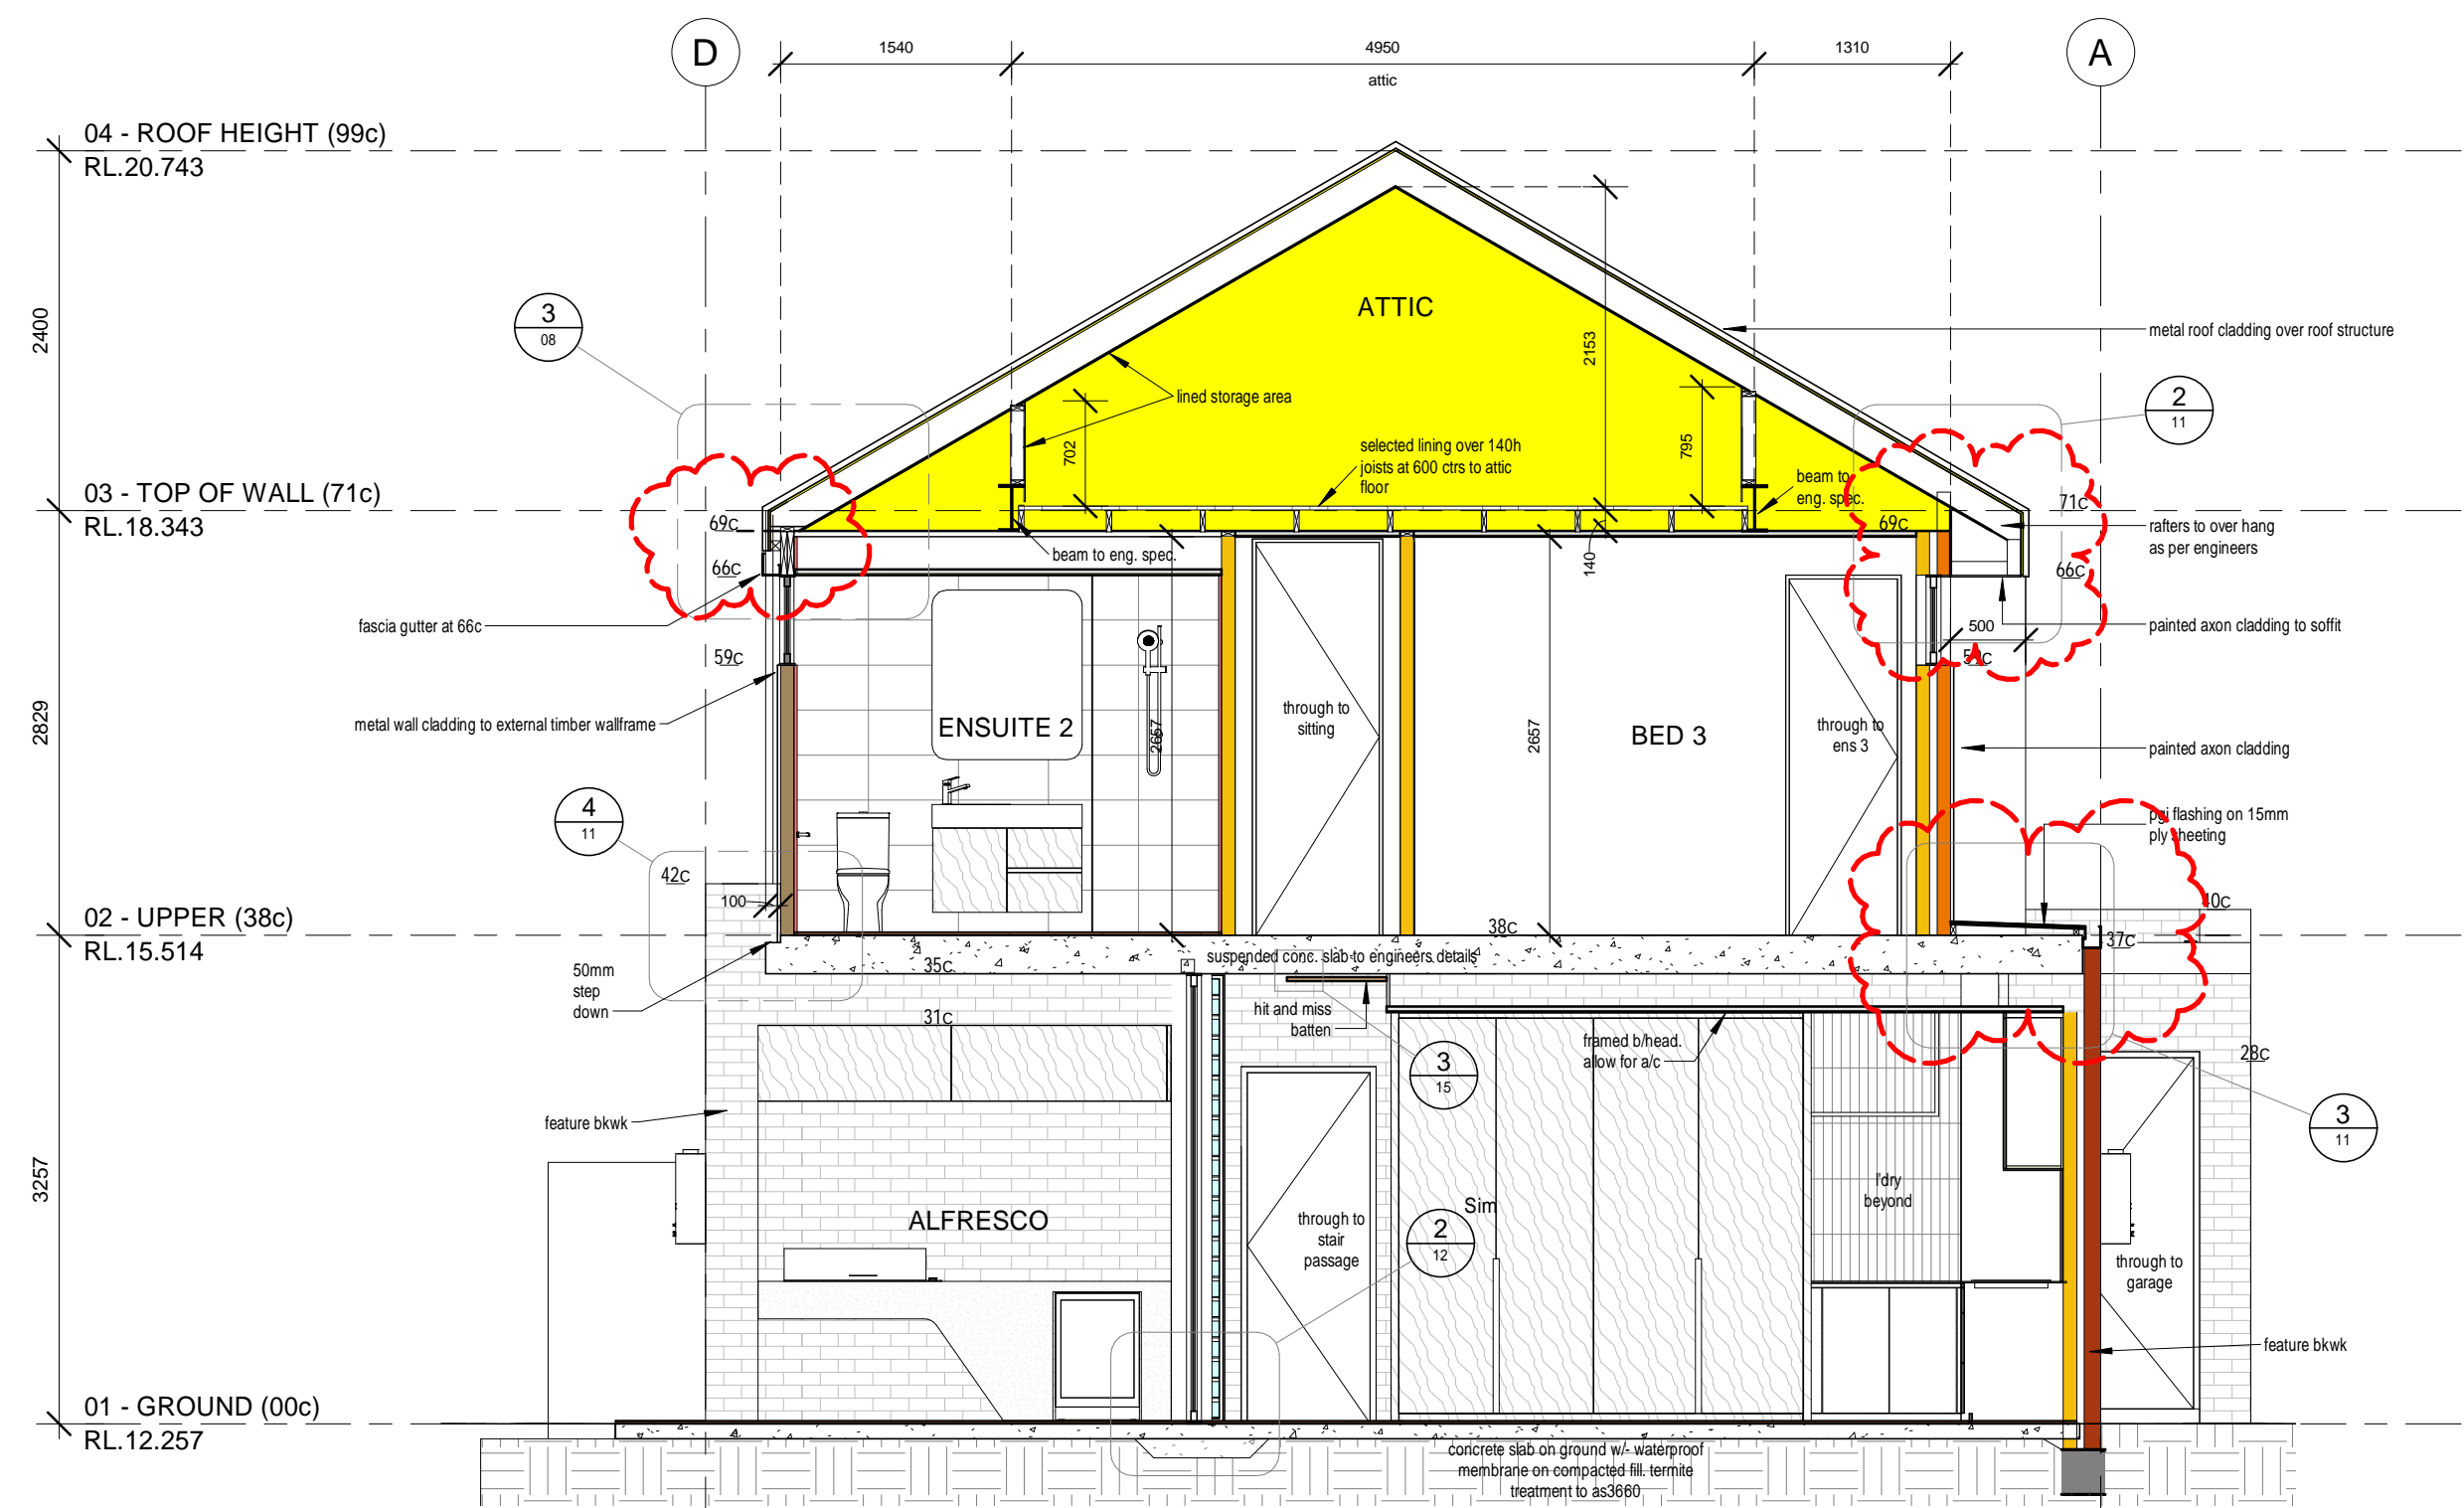 D
1540
4950
attic
1310
A
04 - ROOF HEIGHT (99c)
RL.20.743
2400
3
08
ATTIC
2153
metal roof cladding over roof structure
lined storage area
2
11
702
selected lining over 140h
joists at 600 ctrs to attic
floor
795
beam to
eng. spec.
03 - TOP OF WALL (71c)
RL.18.343
69c
69c
71c
rafters to over hang
as per engineers
beam to eng. spec.
140
66c
66c
fascia gutter at 66c
500
painted axon cladding to soffit
59c
59c
metal wall cladding to external timber wallframe
ENSUITE 2
2657
through to
sitting
2657
BED 3
through to
ens 3
painted axon cladding
2829
4
11
pgi flashing on 15mm
ply sheeting
42c
100
40c
02 - UPPER (38c)
RL.15.514
38c
37c
50mm
step
down
35c
suspended conc. slab to engineers details
31c
hit and miss
batten
framed b/head.
allow for a/c
3
15
28c
feature bkwk
3
11
3257
ALFRESCO
through to
stair
passage
Sim
2
12
l'dry
beyond
through to
garage
feature bkwk
01 - GROUND (00c)
RL.12.257
concrete slab on ground w/- waterproof
membrane on compacted fill. termite
treatment to as3660